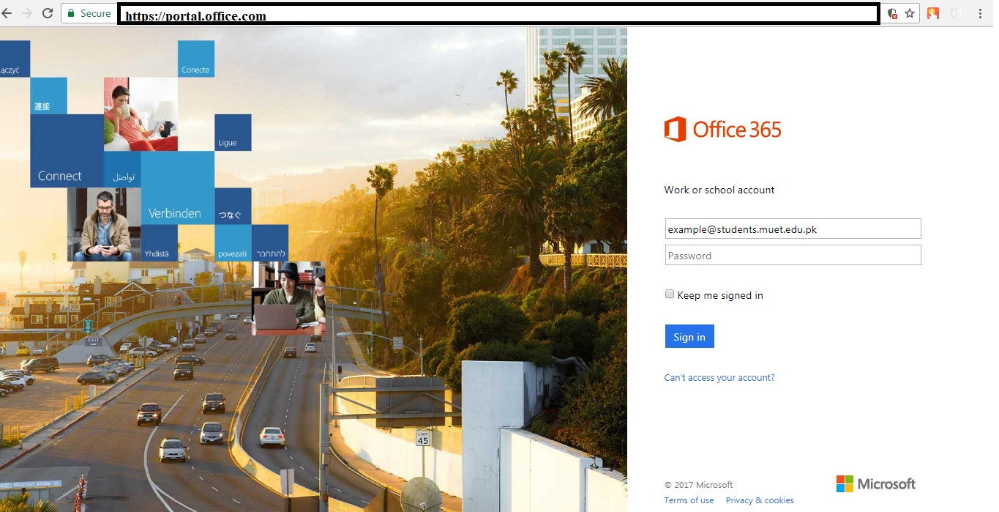 Secure
https://portal.office.com
Conecte
連接
Ligue
Connect
تواصل
Verbinden
つなぐ
Yhdistä
povezati
להתחבר
EXIT
LIMIT
45
Office 365
Work or school account
example@students.muet.edu.pk
Password
Keep me signed in
Sign in
Can't access your account?
© 2017 Microsoft
Microsoft
Terms of use Privacy & cookies